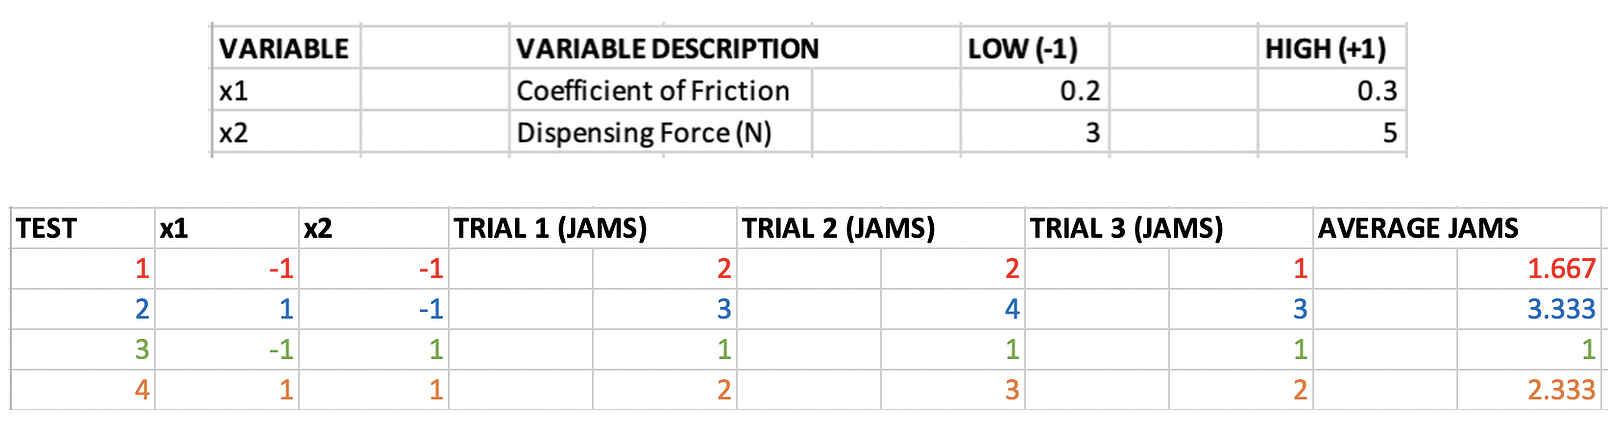 VARIABLE VARIABLE DESCRIPTION LOW (-1) HIGH (+1)
x1 Coefficient of Friction 0.2 0.3
x2 Dispensing Force (N) 3 5
TEST x1 x2 TRIAL 1 (JAMS) TRIAL 2 (JAMS) TRIAL 3 (JAMS) AVERAGE JAMS
1 -1 -1 2 2 1 1.667
2 1 -1 3 4 3 3.333
3 -1 1 1 1 1 1
4 1 1 2 3 2 2.333